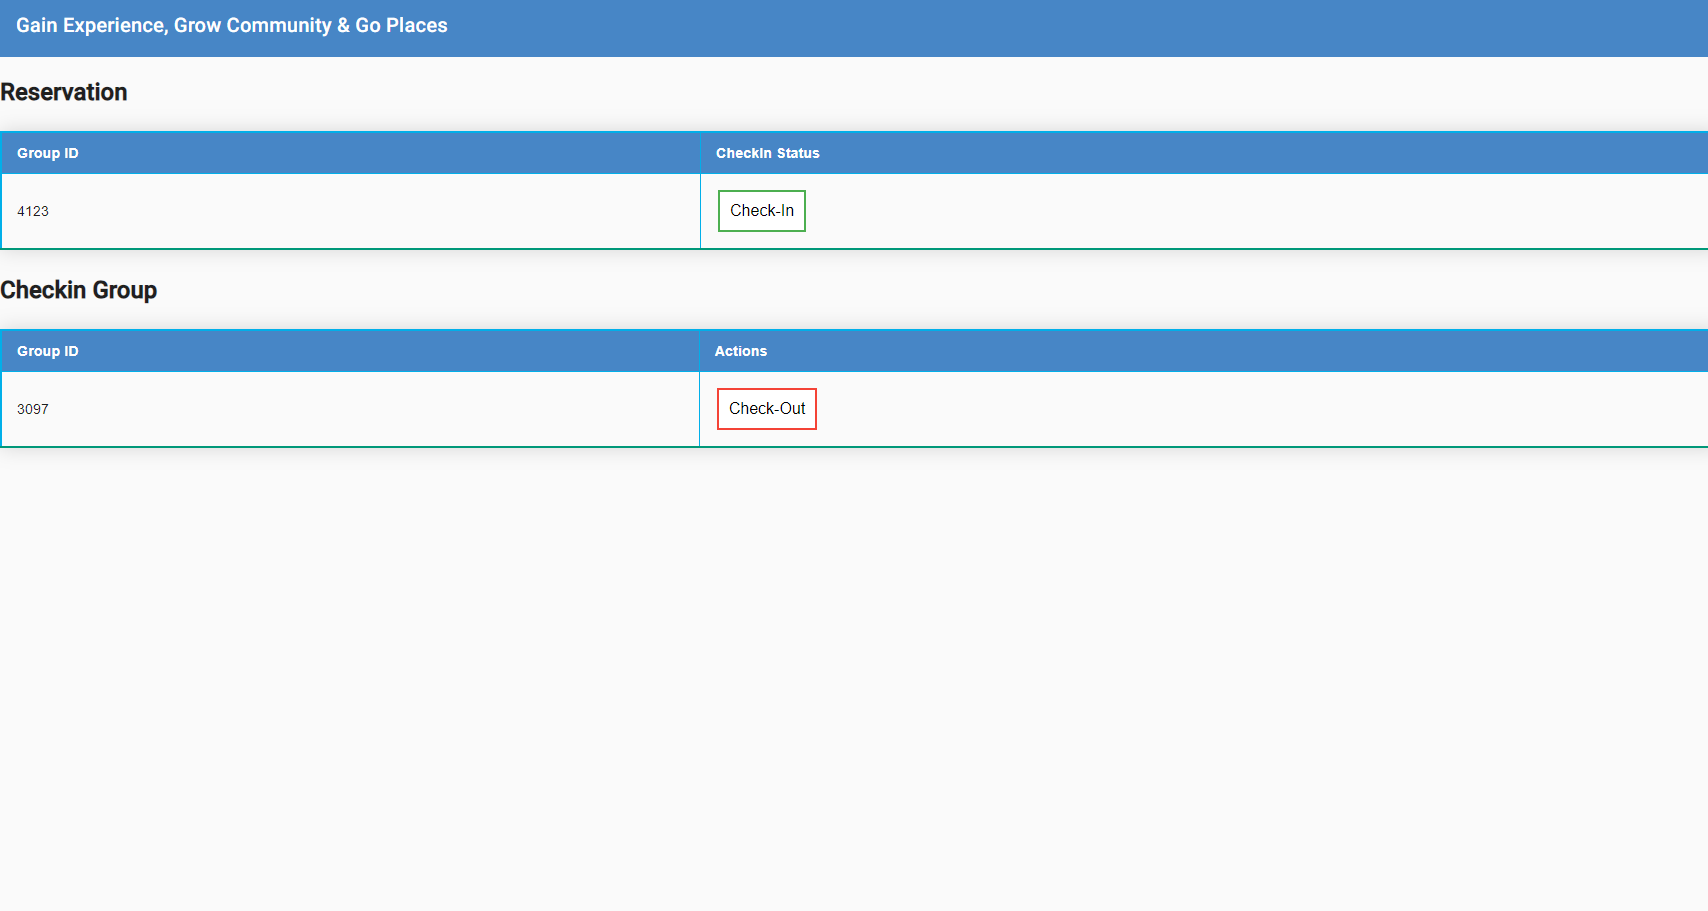 Gain Experience, Grow Community & Go Places
Reservation
Group ID CheckIn Status
4123 Check-In
Checkin Group
Group ID Actions
3097 Check-Out